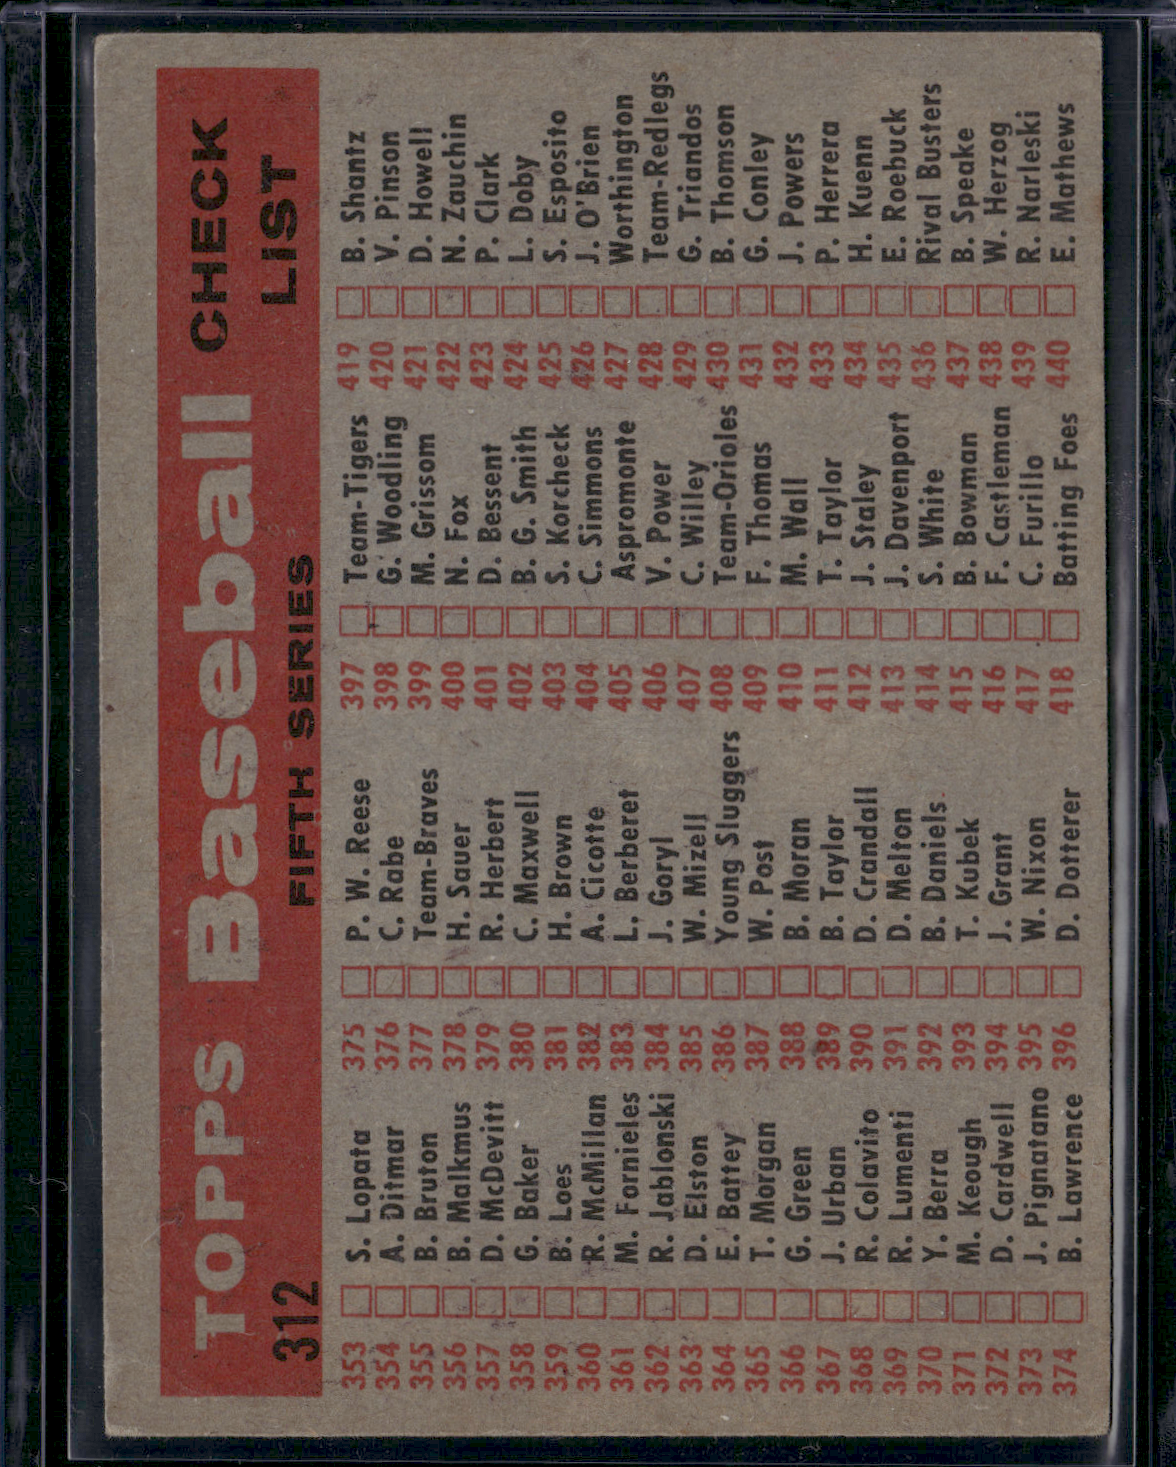 TOPPS Baseball CHECK
312 FIFTH SERIES LIST
353 S. Lopata
354 A. Ditmar
355 B. Bruton
356 B. Malkmus
357 D. McDevitt
358 G. Baker
359 B. Loes
360 R. McMillan
361 M. Fornieles
362 R. Jablonski
363 D. Elston
364 E. Battey
365 T. Morgan
366 G. Green
367 J. Urban
368 R. Colavito
369 R. Lumenti
370 Y. Berra
371 M. Keough
372 D. Cardwell
373 J. Pignatano
374 B. Lawrence
375 P. W. Reese
376 C. Rabe
377 Team-Braves
378 H. Sauer
379 R. Herbert
380 C. Maxwell
381 H. Brown
382 A. Cicotte
383 L. Berberet
384 J. Goryl
385 W. Mizell
386 Young Sluggers
387 W. Post
388 B. Moran
389 B. Taylor
390 D. Crandall
391 D. Melton
392 B. Daniels
393 T. Kubek
394 J. Grant
395 W. Nixon
396 D. Dotterer
397 Team-Tigers
398 G. Woodling
399 M. Grissom
400 N. Fox
401 D. Bessent
402 B. G. Smith
403 S. Korcheck
404 C. Simmons
405 Aspromonte
406 V. Power
407 C. Willey
408 Team-Orioles
409 F. Thomas
410 M. Wall
411 T. Taylor
412 J. Staley
413 J. Davenport
414 S. White
415 B. Bowman
416 F. Castleman
417 C. Furillo
418 Batting Foes
419 B. Shantz
420 V. Pinson
421 D. Howell
422 N. Zauchin
423 P. Clark
424 L. Doby
425 S. Esposito
426 J. O'Brien
427 Worthington
428 Team-Redlegs
429 G. Triandos
430 B. Thomson
431 G. Conley
432 J. Powers
433 P. Herrera
434 H. Kuenn
435 E. Roebuck
436 Rival Busters
437 B. Speake
438 W. Herzog
439 R. Narleski
440 E. Mathews